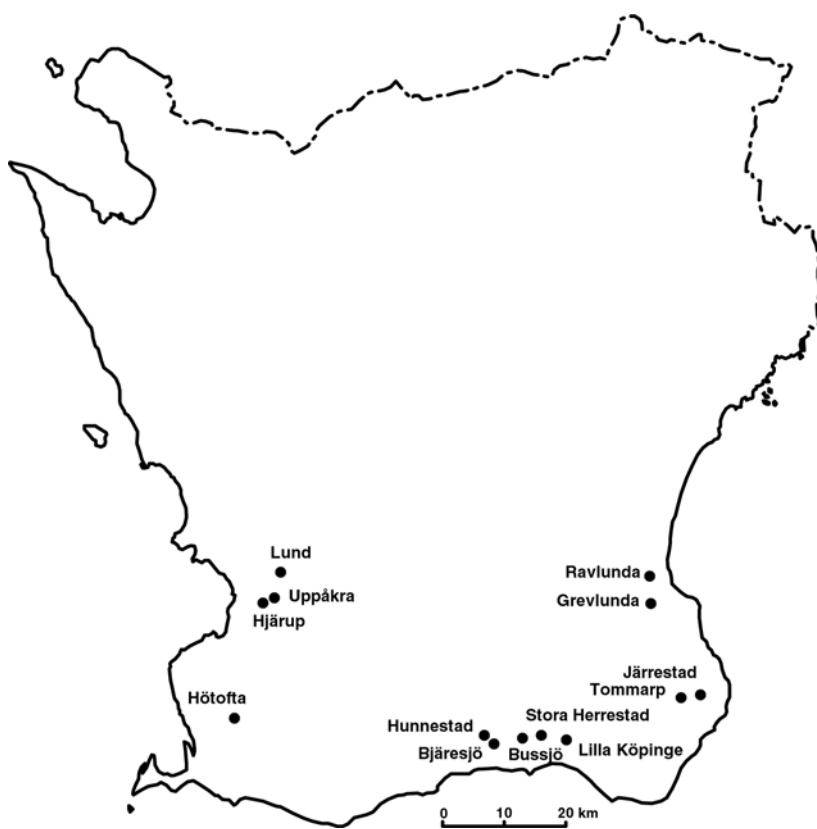 Lund
Ravlunda
Uppåkra
Grevlunda
Hjärup
Järrestad
Tommarp
Hötofta
Stora Herrestad
Hunnestad
Bjäresjö
Bussjö
Lilla Köpinge
0 10 20 km